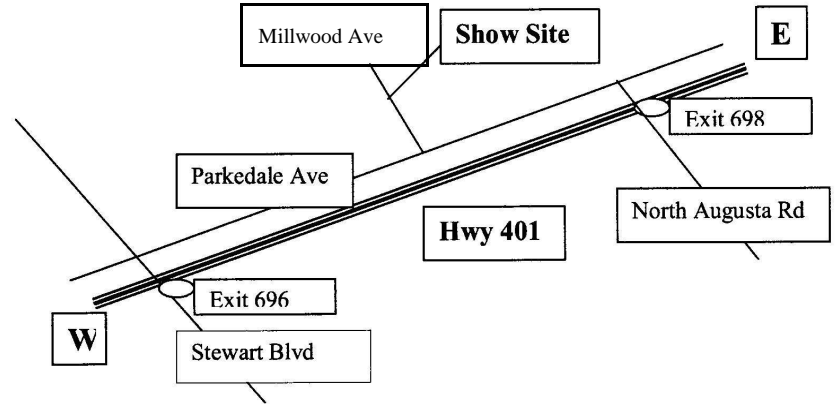 Millwood Ave
Show Site
E
Exit 698
Parkedale Ave
North Augusta Rd
Hwy 401
Exit 696
W
Stewart Blvd